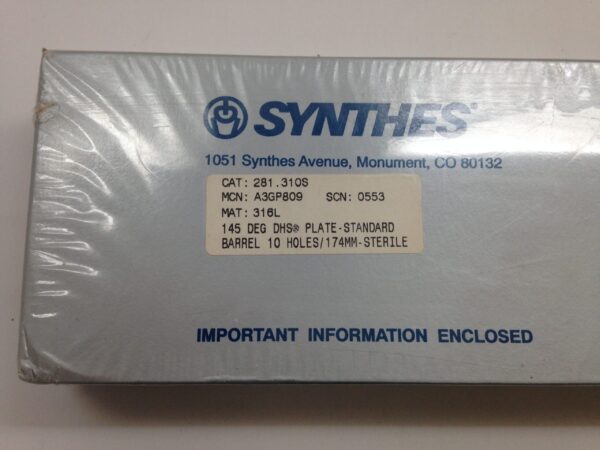 SYNTHES®
1051 Synthes Avenue, Monument, CO 80132
CAT: 281.310S
MCN: A3GP809 SCN: 0553
MAT: 316L
145 DEG DHS® PLATE-STANDARD
BARREL 10 HOLES/174MM-STERILE
IMPORTANT INFORMATION ENCLOSED